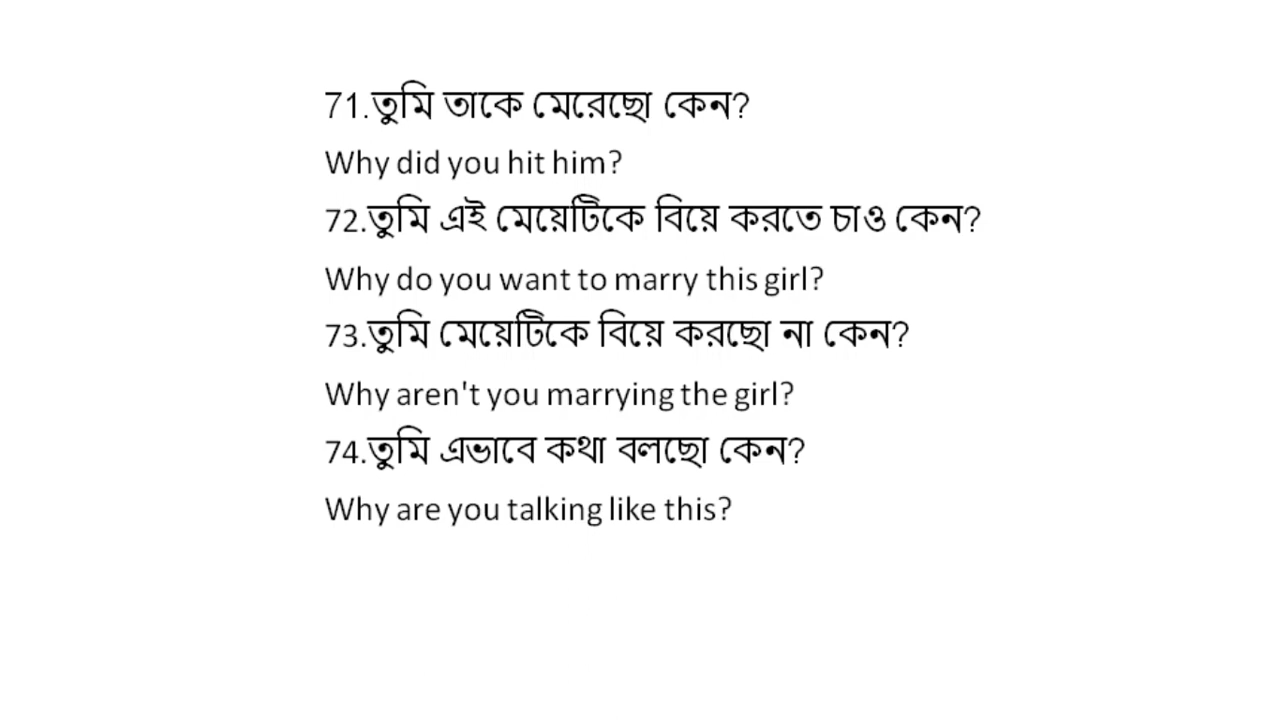 71.তুমি তাকে মেরেছো কেন?
Why did you hit him?
72.তুমি এই মেয়েটিকে বিয়ে করতে চাও কেন?
Why do you want to marry this girl?
73.তুমি মেয়েটিকে বিয়ে করছো না কেন?
Why aren't you marrying the girl?
74.তুমি এভাবে কথা বলছো কেন?
Why are you talking like this?